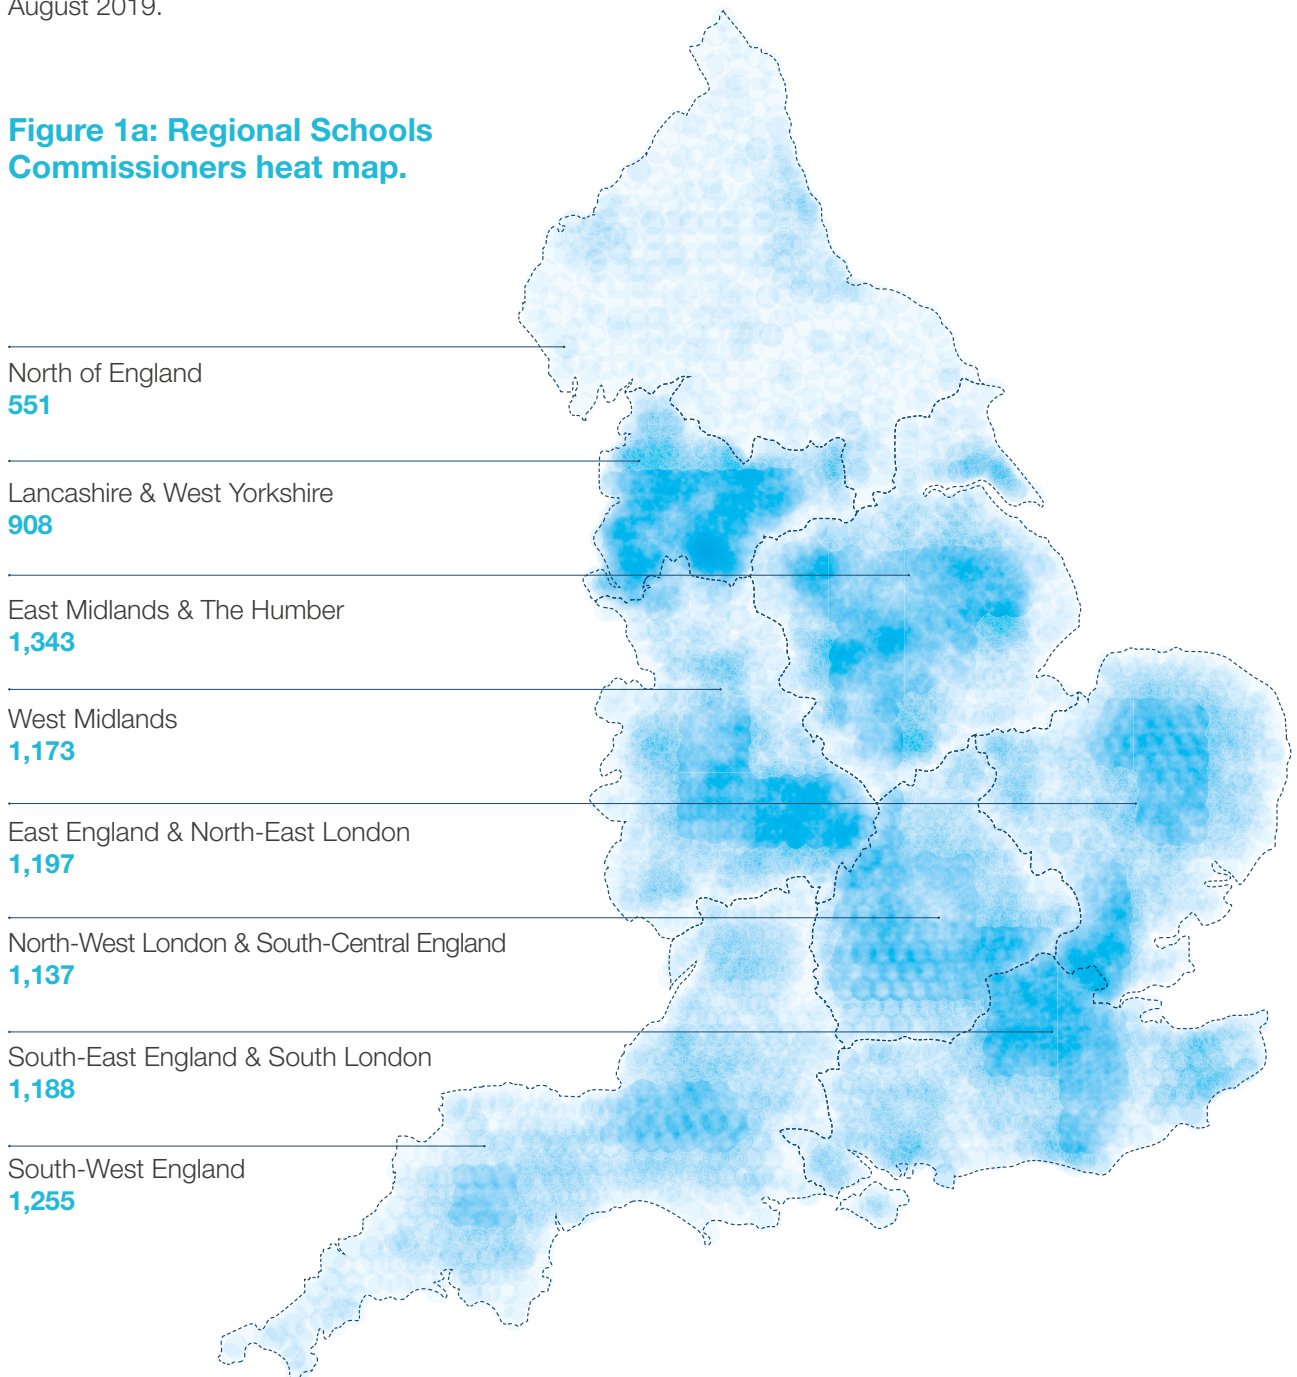 August 2019.
Figure 1a: Regional Schools
Commissioners heat map.
North of England
551
Lancashire & West Yorkshire
908
East Midlands & The Humber
1,343
West Midlands
1,173
East England & North-East London
1,197
North-West London & South-Central England
1,137
South-East England & South London
1,188
South-West England
1,255